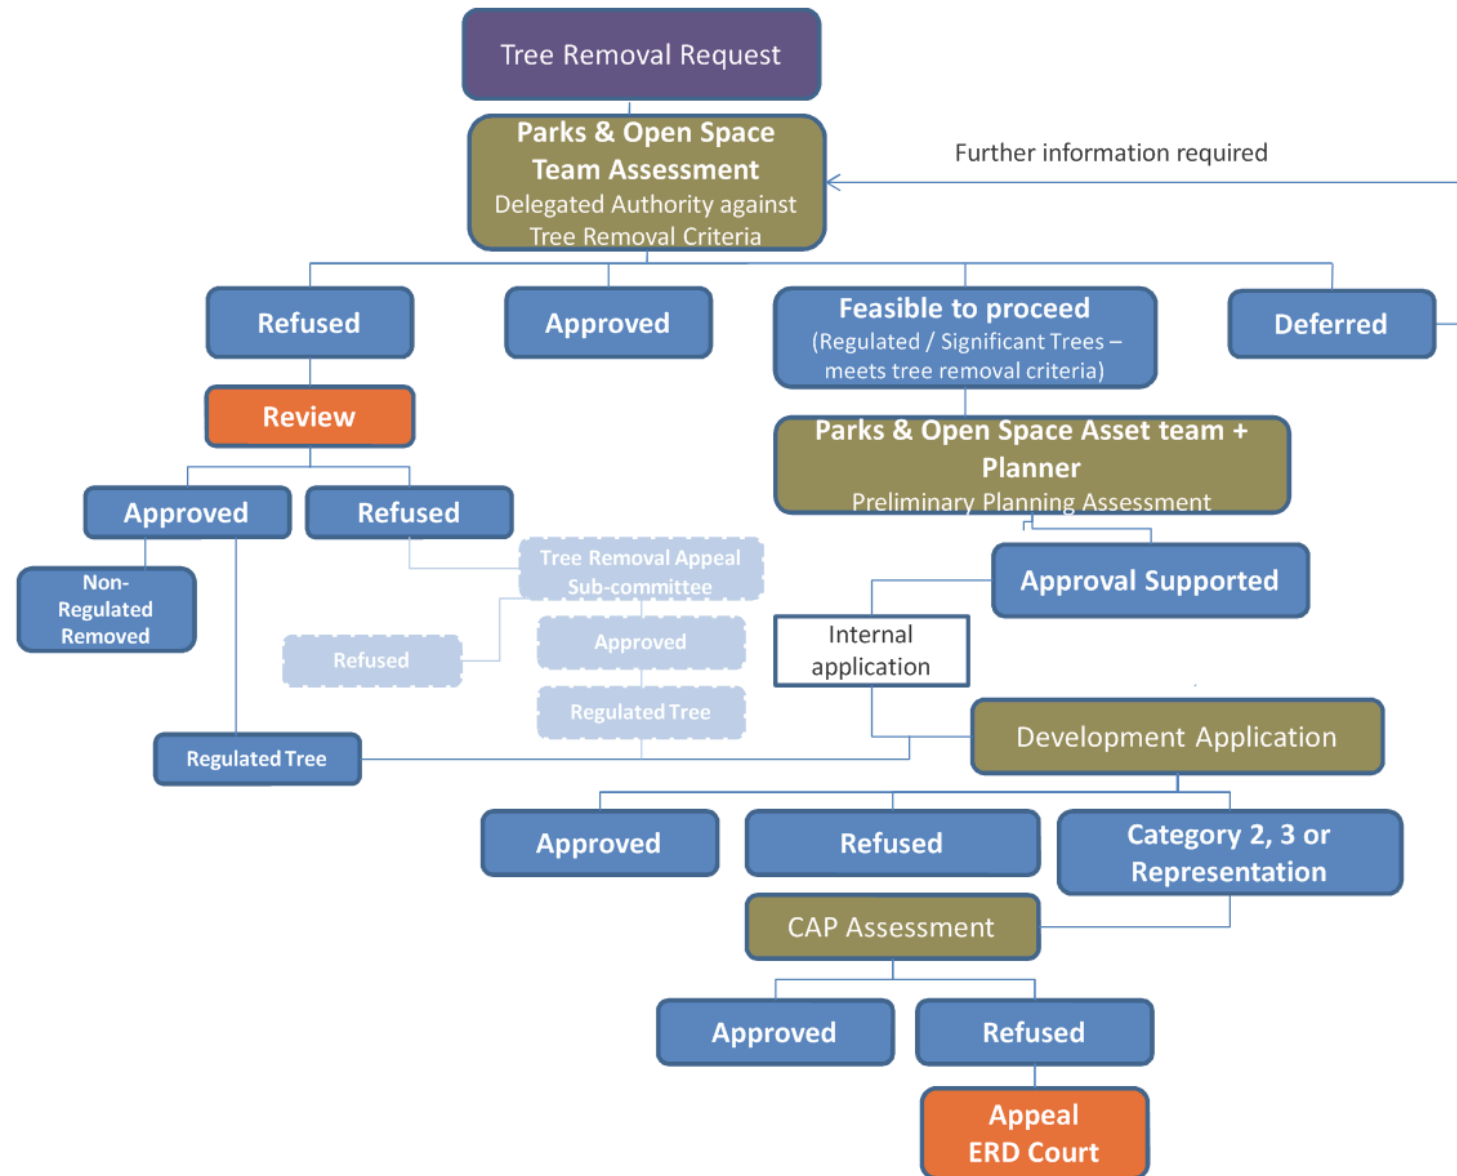 Tree Removal Request
Parks & Open Space
Team Assessment
Delegated Authority against
Tree Removal Criteria
Further information required
Refused
Approved
Feasible to proceed
(Regulated / Significant Trees –
meets tree removal criteria)
Deferred
Review
Parks & Open Space Asset team +
Planner
Preliminary Planning Assessment
Approved
Refused
Tree Removal Appeal
Sub-committee
Approval Supported
Non-
Regulated
Removed
Internal
application
Approved
Refused
Regulated Tree
Development Application
Regulated Tree
Approved
Refused
Category 2, 3 or
Representation
CAP Assessment
Approved
Refused
Appeal
ERD Court